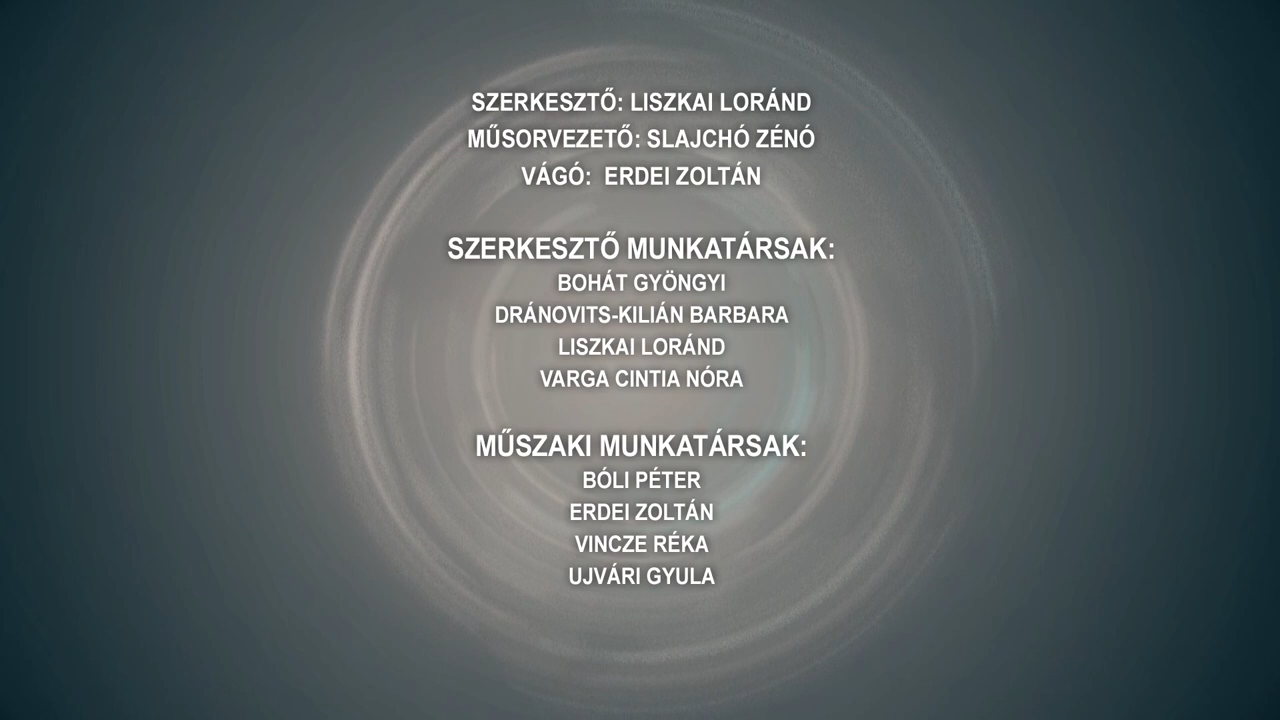 SZERKESZTŐ: LISZKAI LORÁND
MŰSORVEZETŐ: SLAJCHÓ ZÉNÓ
VÁGÓ:  ERDEI ZOLTÁN
SZERKESZTŐ MUNKATÁRSAK:
BOHÁT GYÖNGYI
DRÁNOVITS-KILIÁN BARBARA
LISZKAI LORÁND
VARGA CINTIA NÓRA
MŰSZAKI MUNKATÁRSAK:
BÓLI PÉTER
ERDEI ZOLTÁN
VINCZE RÉKA
UJVÁRI GYULA